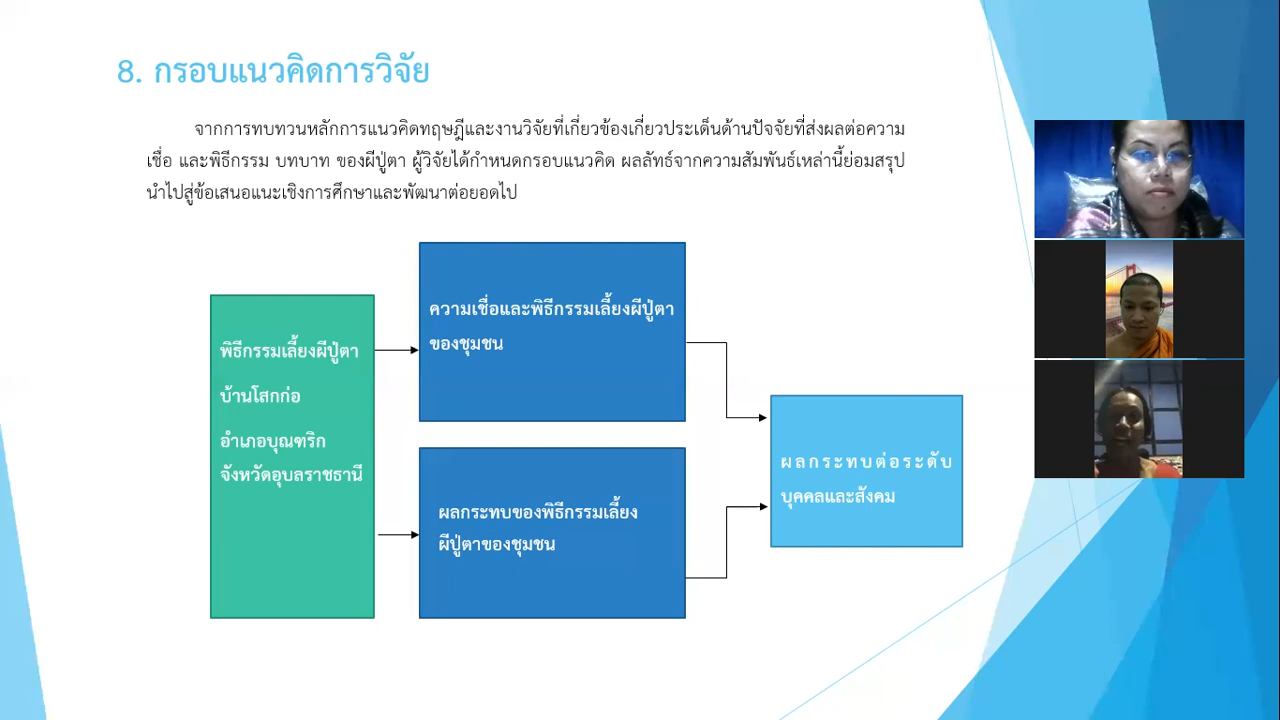 8. กรอบแนวคิดการวิจัย
จากการทบทวนหลักการแนวคิดทฤษฎีและงานวิจัยที่เกี่ยวข้องเกี่ยวประเด็นด้านปัจจัยที่ส่งผลต่อความ
เชื่อ และพิธีกรรม บทบาท ของผีปู่ตา ผู้วิจัยได้กำหนดกรอบแนวคิด ผลลัทธ์จากความสัมพันธ์เหล่านี้ย่อมสรุป
นำไปสู่ข้อเสนอแนะเชิงการศึกษาและพัฒนาต่อยอดไป
พิธีกรรมเลี้ยงผีปู่ตา
บ้านโสกก่อ
อำเภอบุณฑริก
จังหวัดอุบลราชธานี
ความเชื่อและพิธีกรรมเลี้ยงผีปู่ตา
ของชุมชน
ผลกระทบของพิธีกรรมเลี้ยง
ผีปู่ตาของชุมชน
ผลกระทบต่อระดับ
บุคคลและสังคม